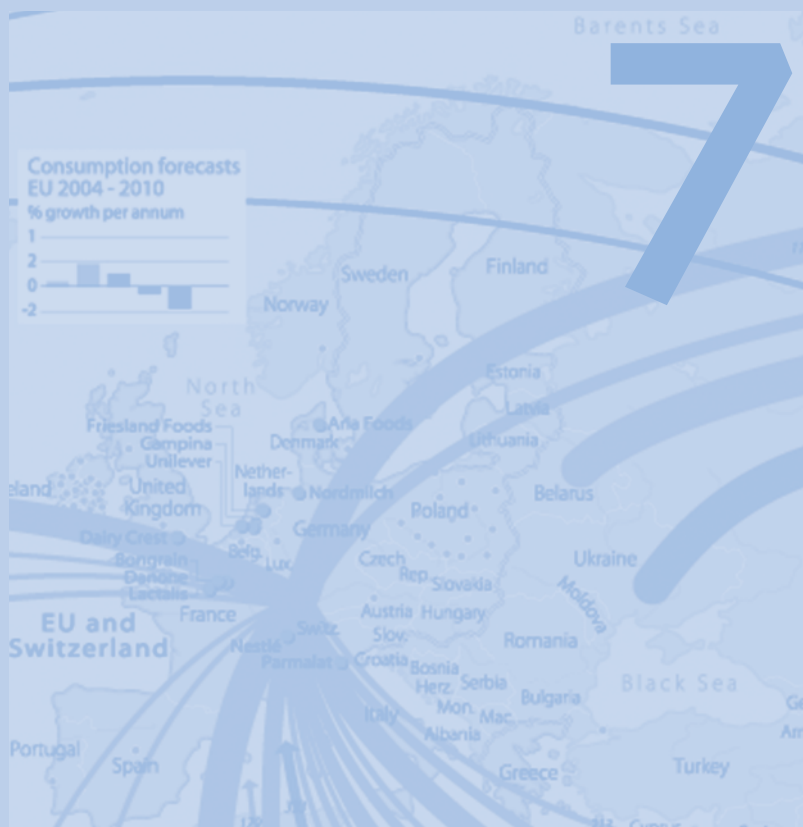 Barents Sea
7
Consumption forecasts
EU 2004 - 2010
% growth per annum
1
2
0
-2
Sweden
Finland
Norway
North
Sea
Estonia
Latvia
Lithuania
Friesland Foods
Campina
Unilever
Arla Foods
Denmark
Nether-
lands
Nordmilch
eland
United
Kingdom
Germany
Poland
Belarus
Dairy Crest
Belg.
Lux.
Bongrain
Danone
Lactalis
Czech
Rep.
Slovakia
Ukraine
Moldova
France
Austria
Hungary
EU and
Switzerland
Switz.
Slov.
Nestlé
Parmalat
Croatia
Romania
Bosnia
Herz.
Serbia
Black Sea
Mon.
Mac.
Bulgaria
Italy
Albania
Portugal
Spain
Greece
Turkey
Ge
Ar